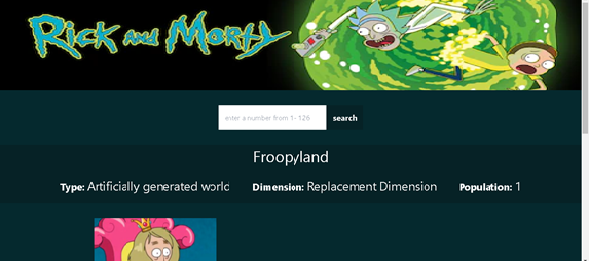 Rick and Morty
enter a number from 1- 126 search
Froopyland
Type: Artificially generated world Dimension: Replacement Dimension Population: 1